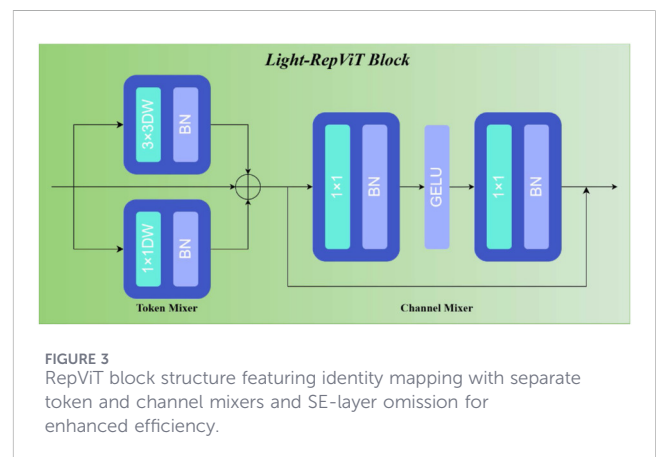 Light-RepViT Block
3×3DW
BN
1×1DW
BN
1×1
BN
GELU
1×1
BN
Token Mixer
Channel Mixer
FIGURE 3
RepViT block structure featuring identity mapping with separate
token and channel mixers and SE-layer omission for
enhanced efficiency.